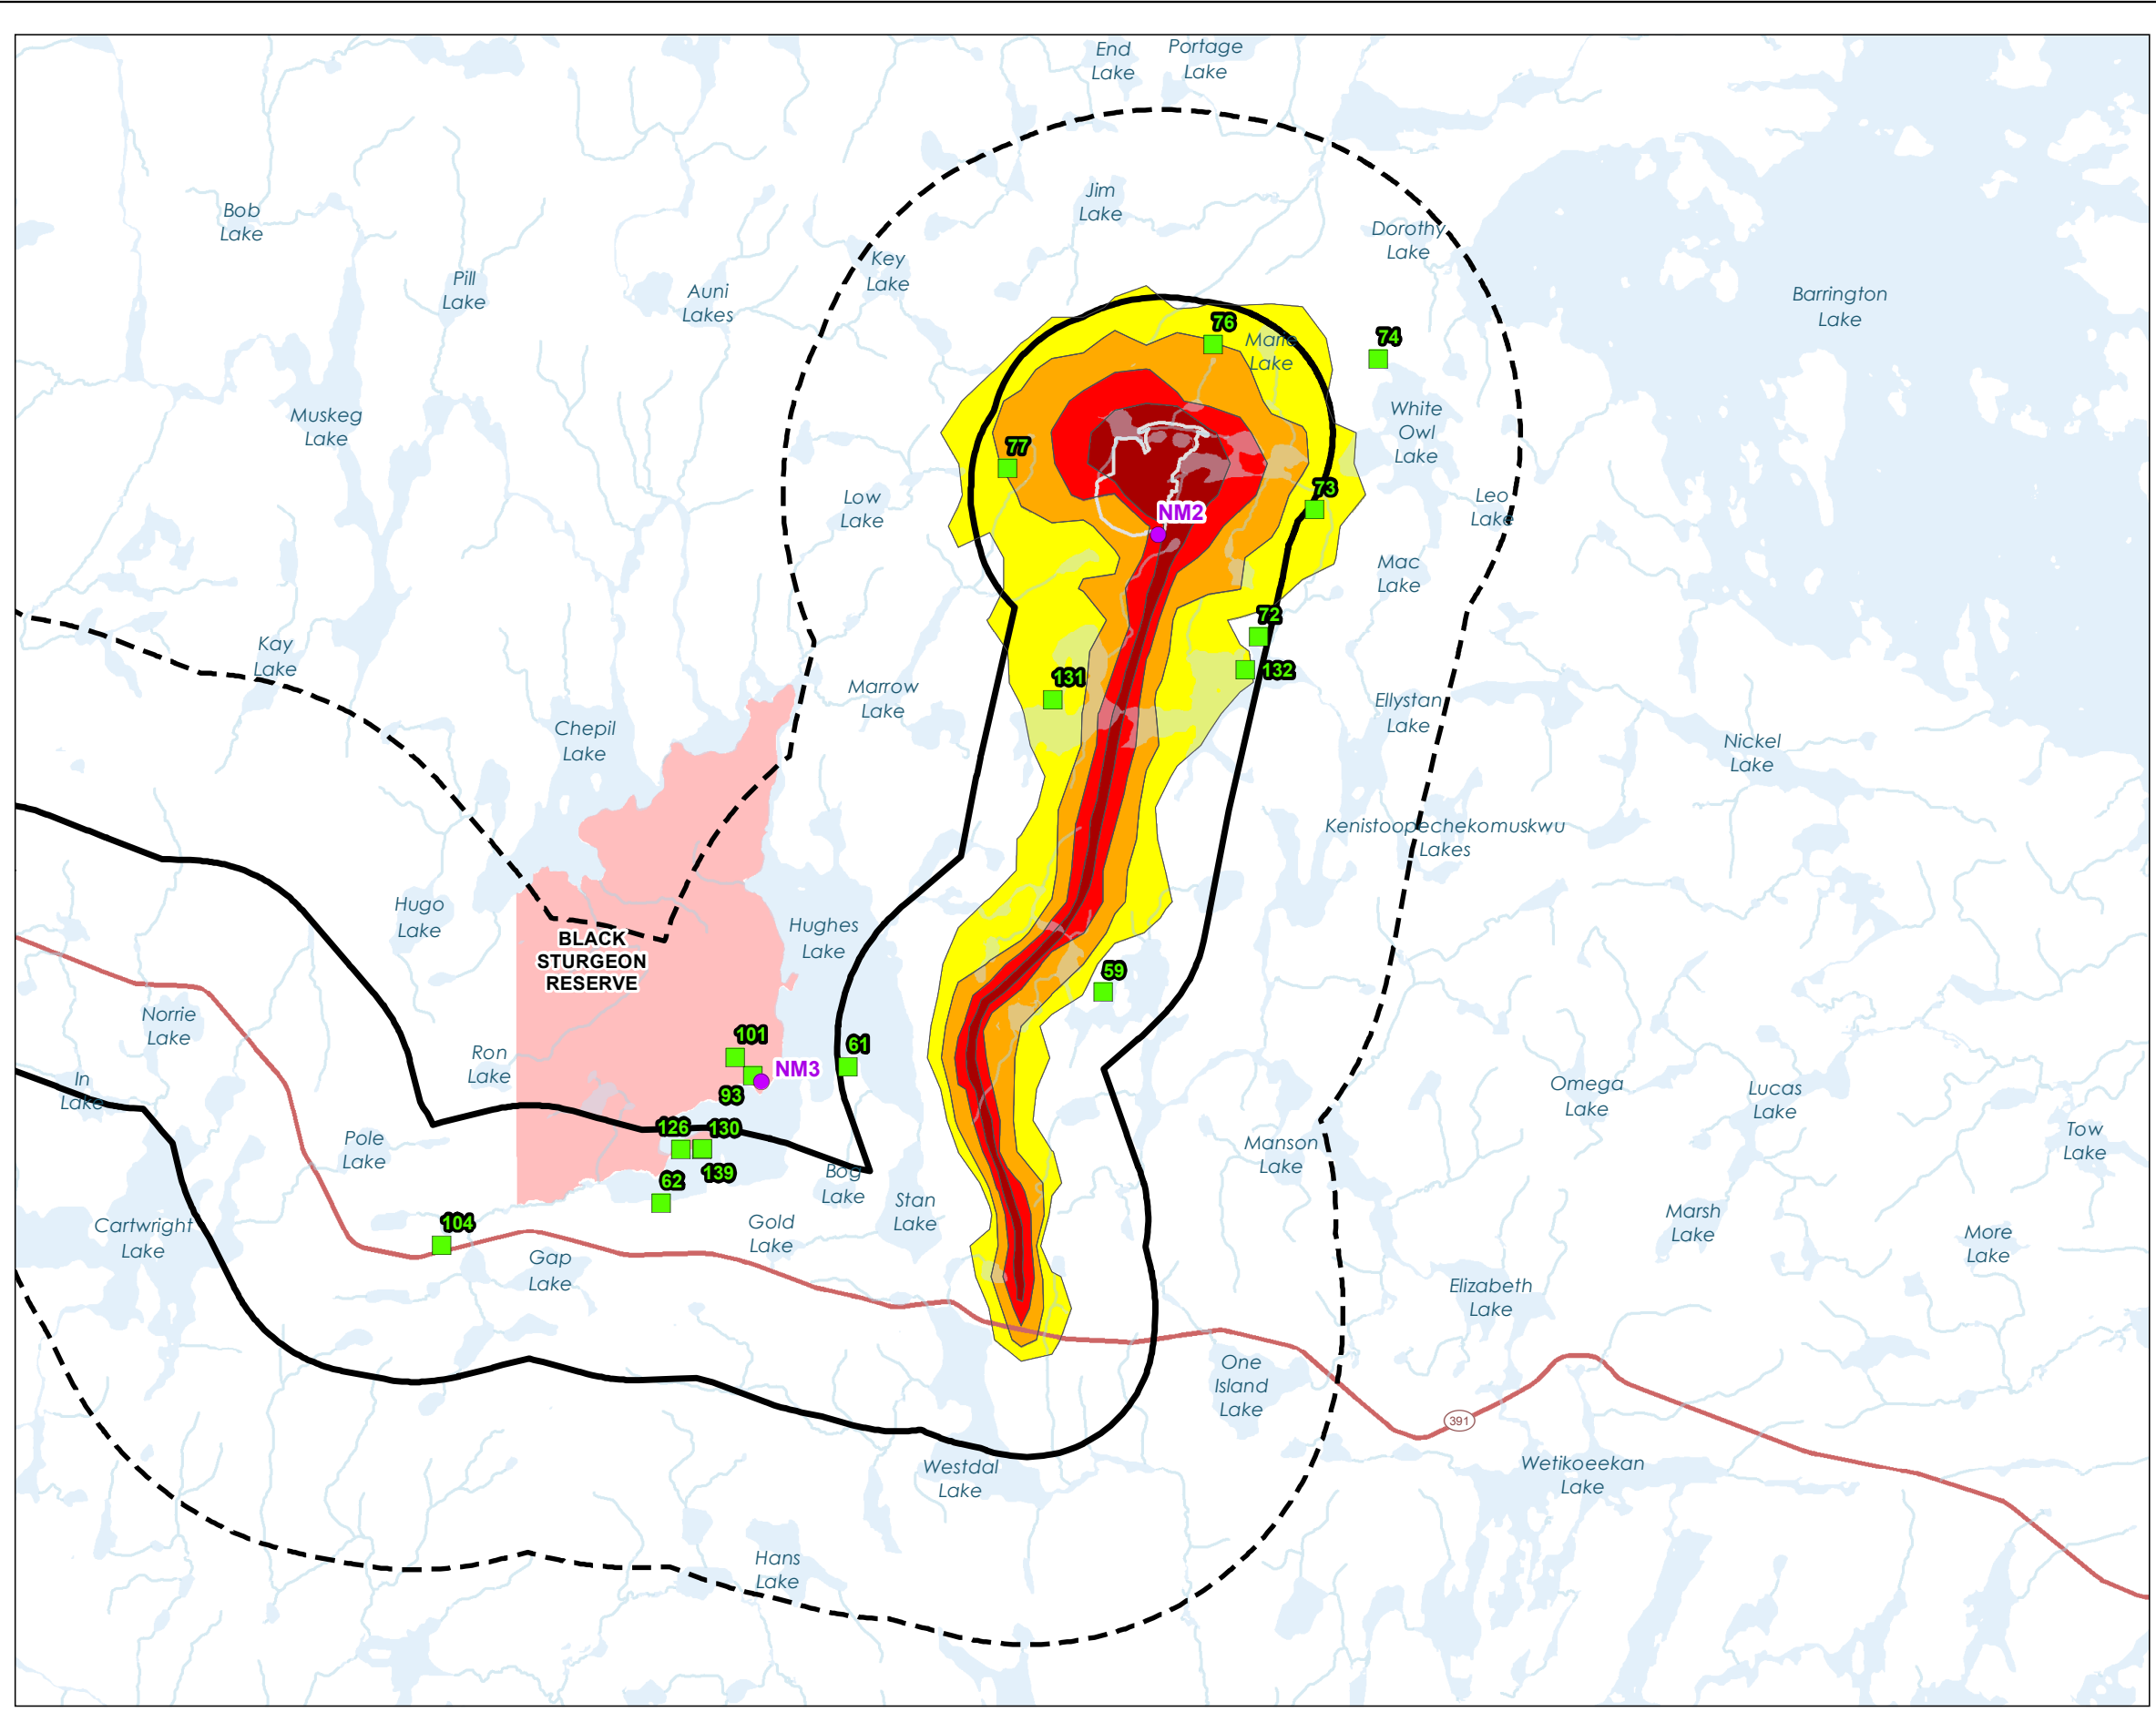 End
Lake
Portage
Lake
Jim
Lake
Bob
Lake
Dorothy
Lake
Key
Lake
Pill
Lake
Auni
Lakes
Barrington
Lake
76
Marie
Lake
74
Muskeg
Lake
White
Owl
Lake
77
Low
Lake
73
Leo
Lake
NM2
Mac
Lake
Kay
Lake
72
131
132
Marrow
Lake
Ellystan
Lake
Chepil
Lake
Nickel
Lake
Kenistoopechekomuskwu
Lakes
Hugo
Lake
Hughes
Lake
BLACK
STURGEON
RESERVE
59
Norrie
Lake
101
61
Ron
Lake
NM3
93
In
Lake
Omega
Lake
Lucas
Lake
126
130
Pole
Lake
Manson
Lake
Tow
Lake
139
62
Bog
Lake
Stan
Lake
Cartwright
Lake
104
Gold
Lake
Marsh
Lake
More
Lake
Gap
Lake
Elizabeth
Lake
One
Island
Lake
391
Westdal
Lake
Wetikoeekan
Lake
Hans
Lake